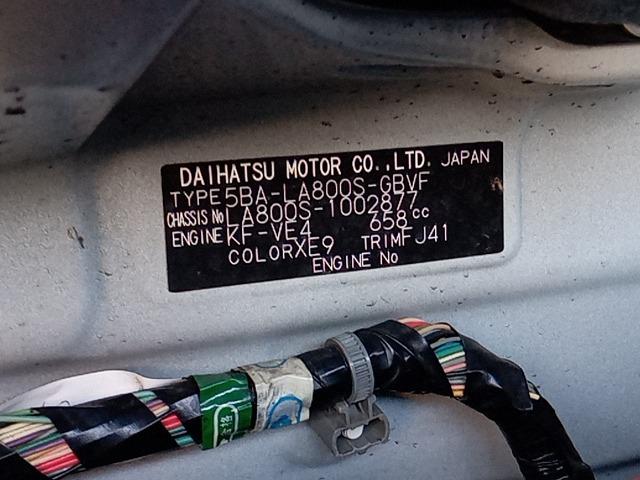 DAIHATSU MOTOR CO.,LTD. JAPAN
TYPE 5BA-LA800S-GBVF
CHASSIS No LA800S-1002877
ENGINE KF-VE4 658cc
COLOR XE9 TRIM FJ41
ENGINE No